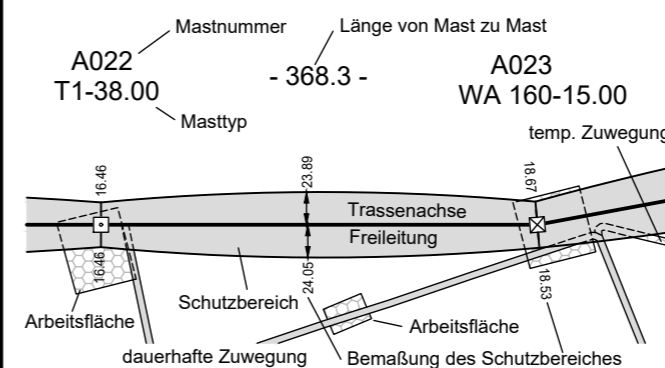 Mastnummer
Länge von Mast zu Mast
A022
T1-38.00
- 368.3 -
A023
WA 160-15.00
Masttyp
temp. Zuwegung
16.46
23.89
18.67
Trassenachse
Freileitung
16.46
24.05
18.53
Schutzbereich
Arbeitsfläche
Arbeitsfläche
dauerhafte Zuwegung
Bemaßung des Schutzbereiches